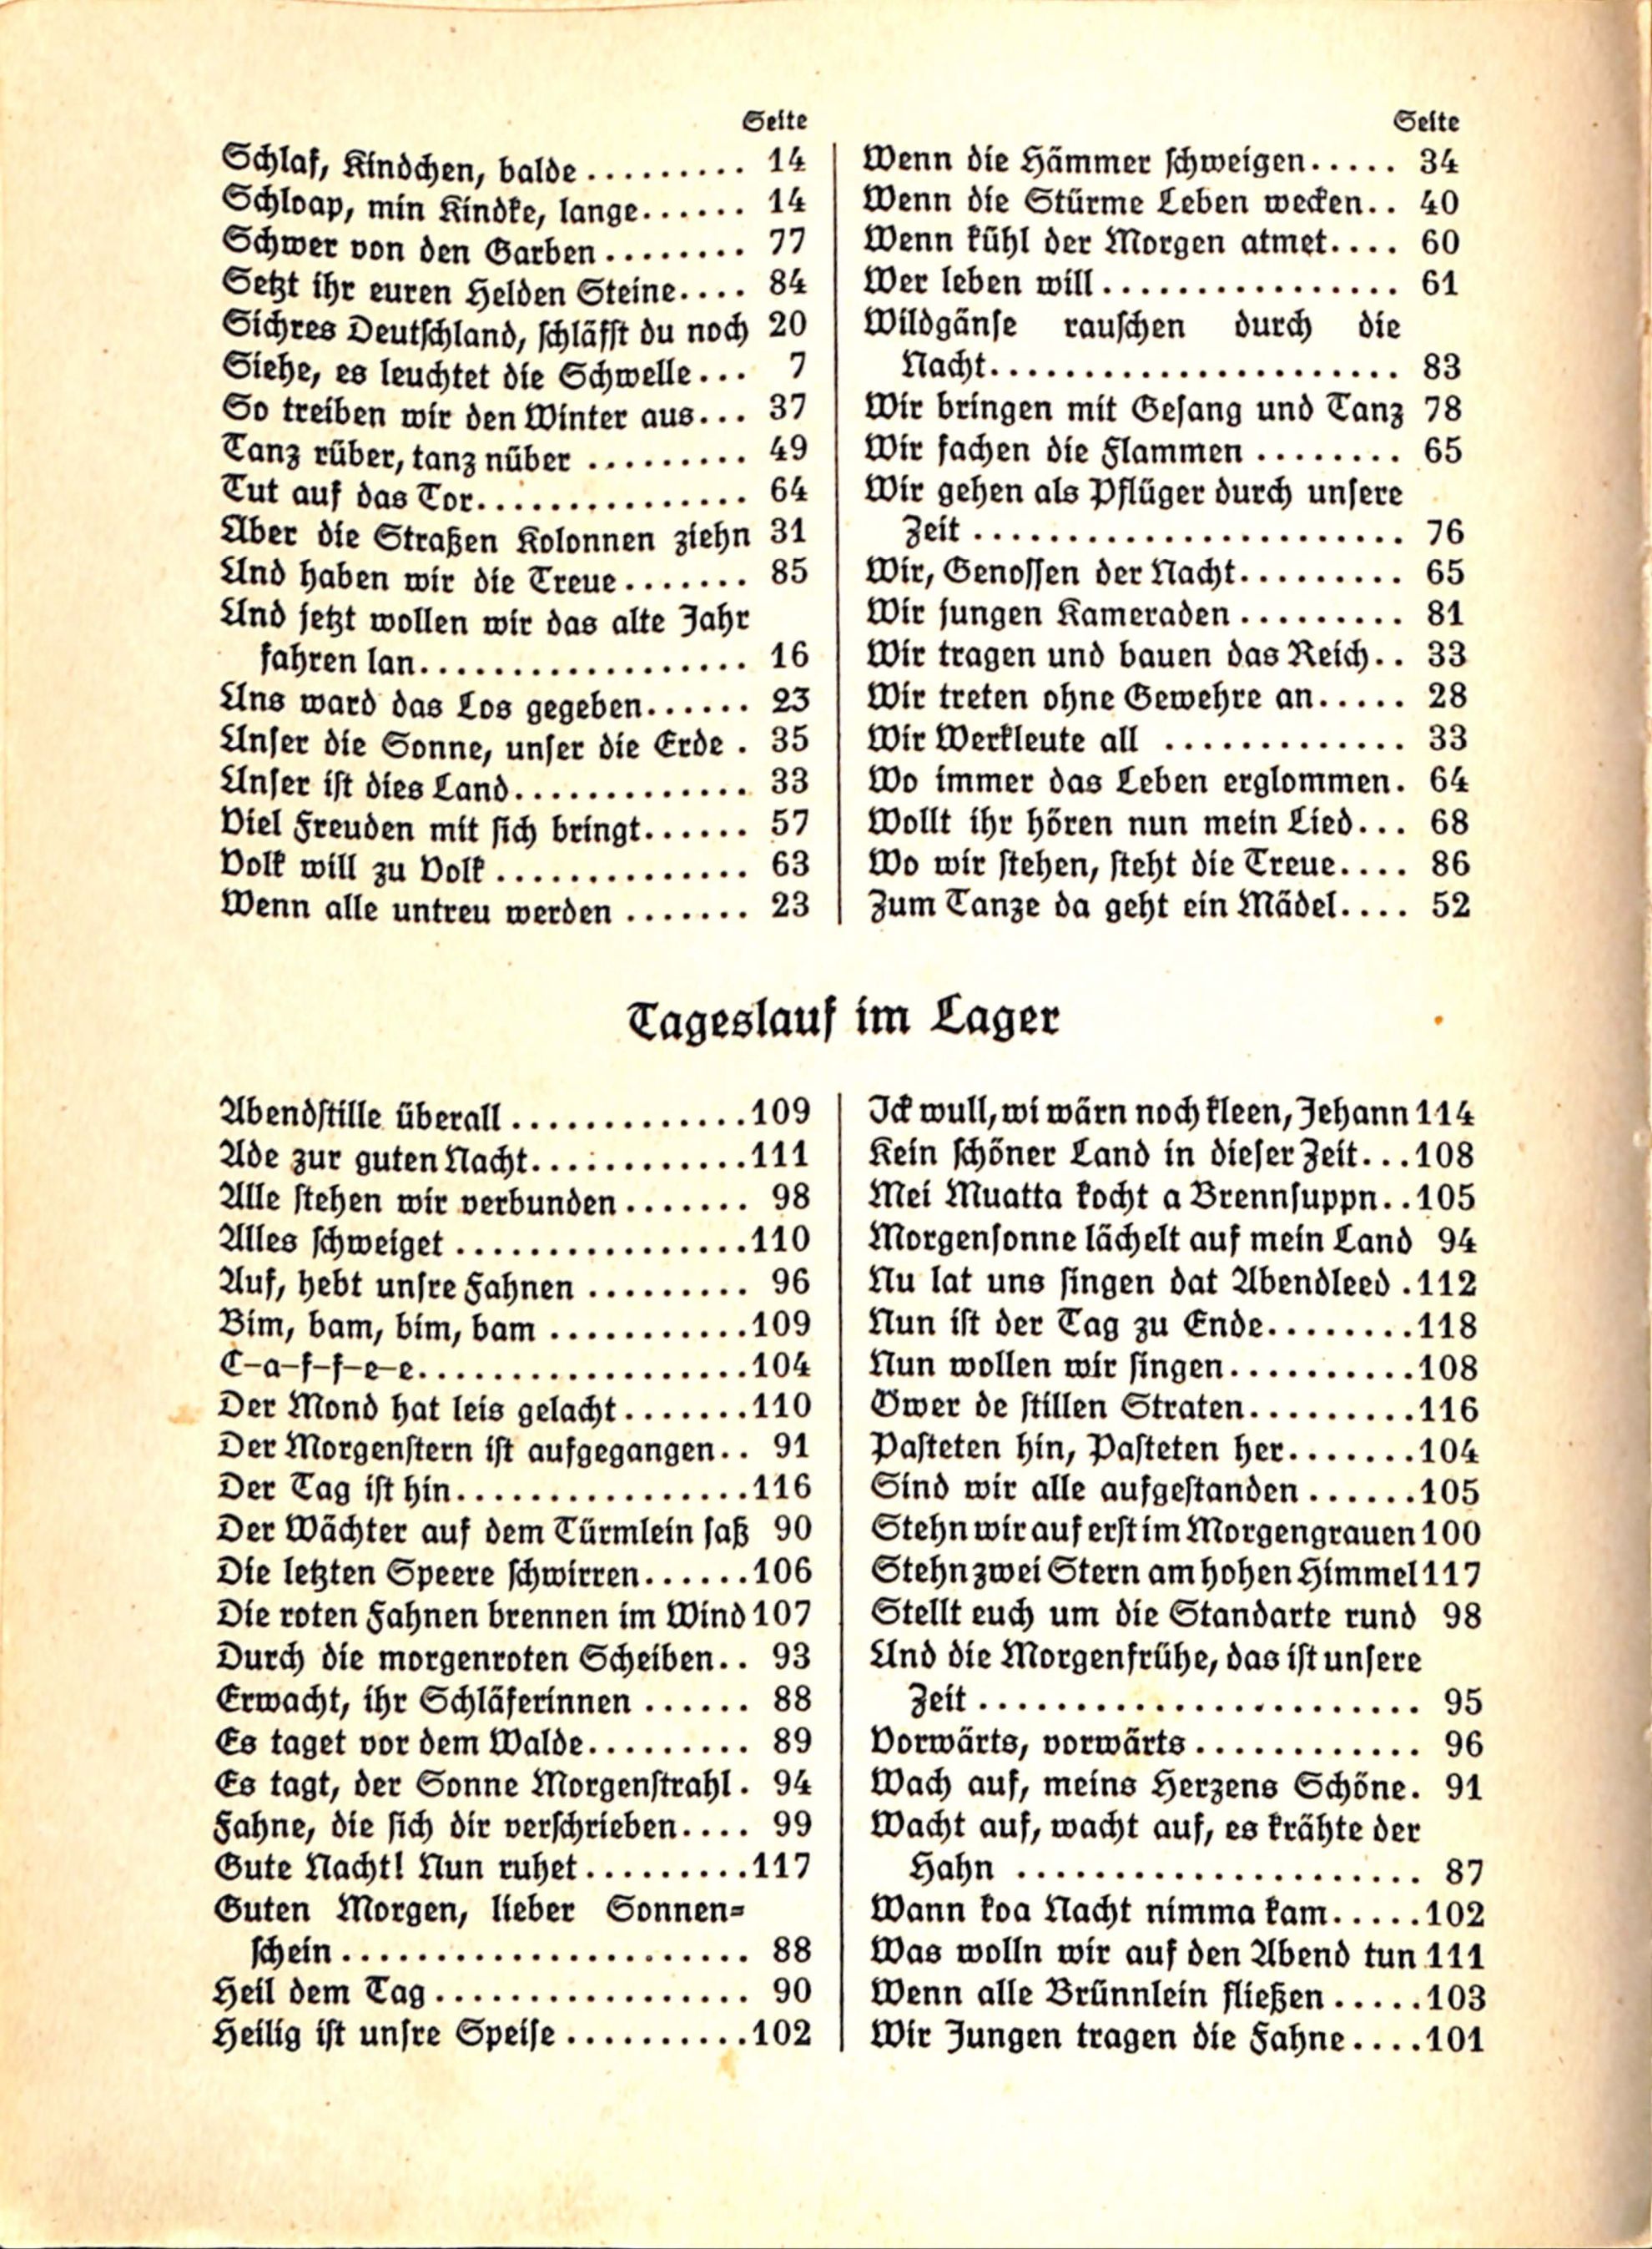 Seite
Schlaf, Kindchen, balde ......... 14
Schloap, min Kindke, lange...... 14
Schwer von den Garben........ 77
Setzt ihr euren Helden Steine.... 84
Sichres Deutschland, schläfst du noch 20
Siehe, es leuchtet die Schwelle... 7
So treiben wir den Winter aus... 37
Tanz rüber, tanz nüber ......... 49
Tut auf das Tor............... 64
Über die Straßen Kolonnen ziehn 31
Und haben wir die Treue....... 85
Und jetzt wollen wir das alte Jahr
fahren lan.................. 16
Uns ward das Los gegeben...... 23
Unser die Sonne, unser die Erde . 35
Unser ist dies Land............. 33
Viel Freuden mit sich bringt...... 57
Volk will zu Volk .............. 63
Wenn alle untreu werden ....... 23
Seite
Wenn die Hämmer schweigen..... 34
Wenn die Stürme Leben wecken.. 40
Wenn kühl der Morgen atmet.... 60
Wer leben will................ 61
Wildgänse rauschen durch die
Nacht...................... 83
Wir bringen mit Gesang und Tanz 78
Wir fachen die Flammen ........ 65
Wir gehen als Pflüger durch unsere
Zeit ........................ 76
Wir, Genossen der Nacht......... 65
Wir jungen Kameraden ......... 81
Wir tragen und bauen das Reich.. 33
Wir treten ohne Gewehre an..... 28
Wir Werkleute all ............. 33
Wo immer das Leben erglommen. 64
Wollt ihr hören nun mein Lied... 68
Wo wir stehen, steht die Treue.... 86
Zum Tanze da geht ein Mädel.... 52
Tageslauf im Lager
Abendstille überall .............109
Ade zur guten Nacht............111
Alle stehen wir verbunden ....... 98
Alles schweiget ................110
Auf, hebt unsre Fahnen ......... 96
Bim, bam, bim, bam ...........109
C-a-f-f-e-e..................104
Der Mond hat leis gelacht.......110
Der Morgenstern ist aufgegangen.. 91
Der Tag ist hin................116
Der Wächter auf dem Türmlein saß 90
Die letzten Speere schwirren......106
Die roten Fahnen brennen im Wind 107
Durch die morgenroten Scheiben.. 93
Erwacht, ihr Schläferinnen ...... 88
Es taget vor dem Walde......... 89
Es tagt, der Sonne Morgenstrahl. 94
Fahne, die sich dir verschrieben.... 99
Gute Nacht! Nun ruhet.........117
Guten Morgen, lieber Sonnen-
schein...................... 88
Heil dem Tag................. 90
Heilig ist unsre Speise ..........102
Ick wull, wi wärn noch kleen, Jehann 114
Kein schöner Land in dieser Zeit...108
Mei Muatta kocht a Brennsuppn..105
Morgensonne lächelt auf mein Land 94
Nu lat uns singen dat Abendleed .112
Nun ist der Tag zu Ende........118
Nun wollen wir singen..........108
Öwer de stillen Straten.........116
Pasteten hin, Pasteten her.......104
Sind wir alle aufgestanden ......105
Stehn wir auf erst im Morgengrauen 100
Stehn zwei Stern am hohen Himmel 117
Stellt euch um die Standarte rund 98
Und die Morgenfrühe, das ist unsere
Zeit ........................ 95
Vorwärts, vorwärts ............ 96
Wach auf, meins Herzens Schöne. 91
Wacht auf, wacht auf, es krähte der
Hahn ...................... 87
Wann koa Nacht nimma kam.....102
Was wolln wir auf den Abend tun 111
Wenn alle Brünnlein fließen .....103
Wir Jungen tragen die Fahne....101